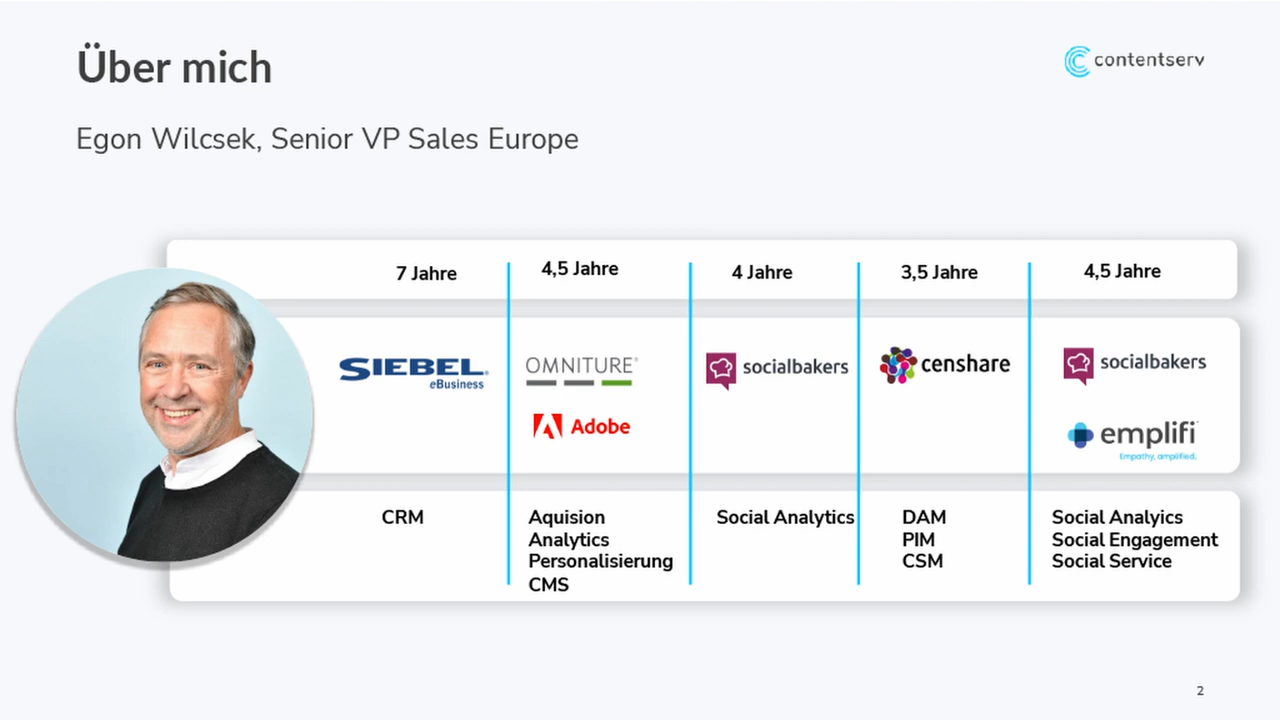 Über mich
contentserv
Egon Wilcsek, Senior VP Sales Europe
7 Jahre
4,5 Jahre
4 Jahre
3,5 Jahre
4,5 Jahre
SIEBEL
eBusiness
OMNITURE
Adobe
socialbakers
censhare
socialbakers
emplifi
Empathy, amplified.
CRM
Aquision
Analytics
Personalisierung
CMS
Social Analytics
DAM
PIM
CSM
Social Analyics
Social Engagement
Social Service
2